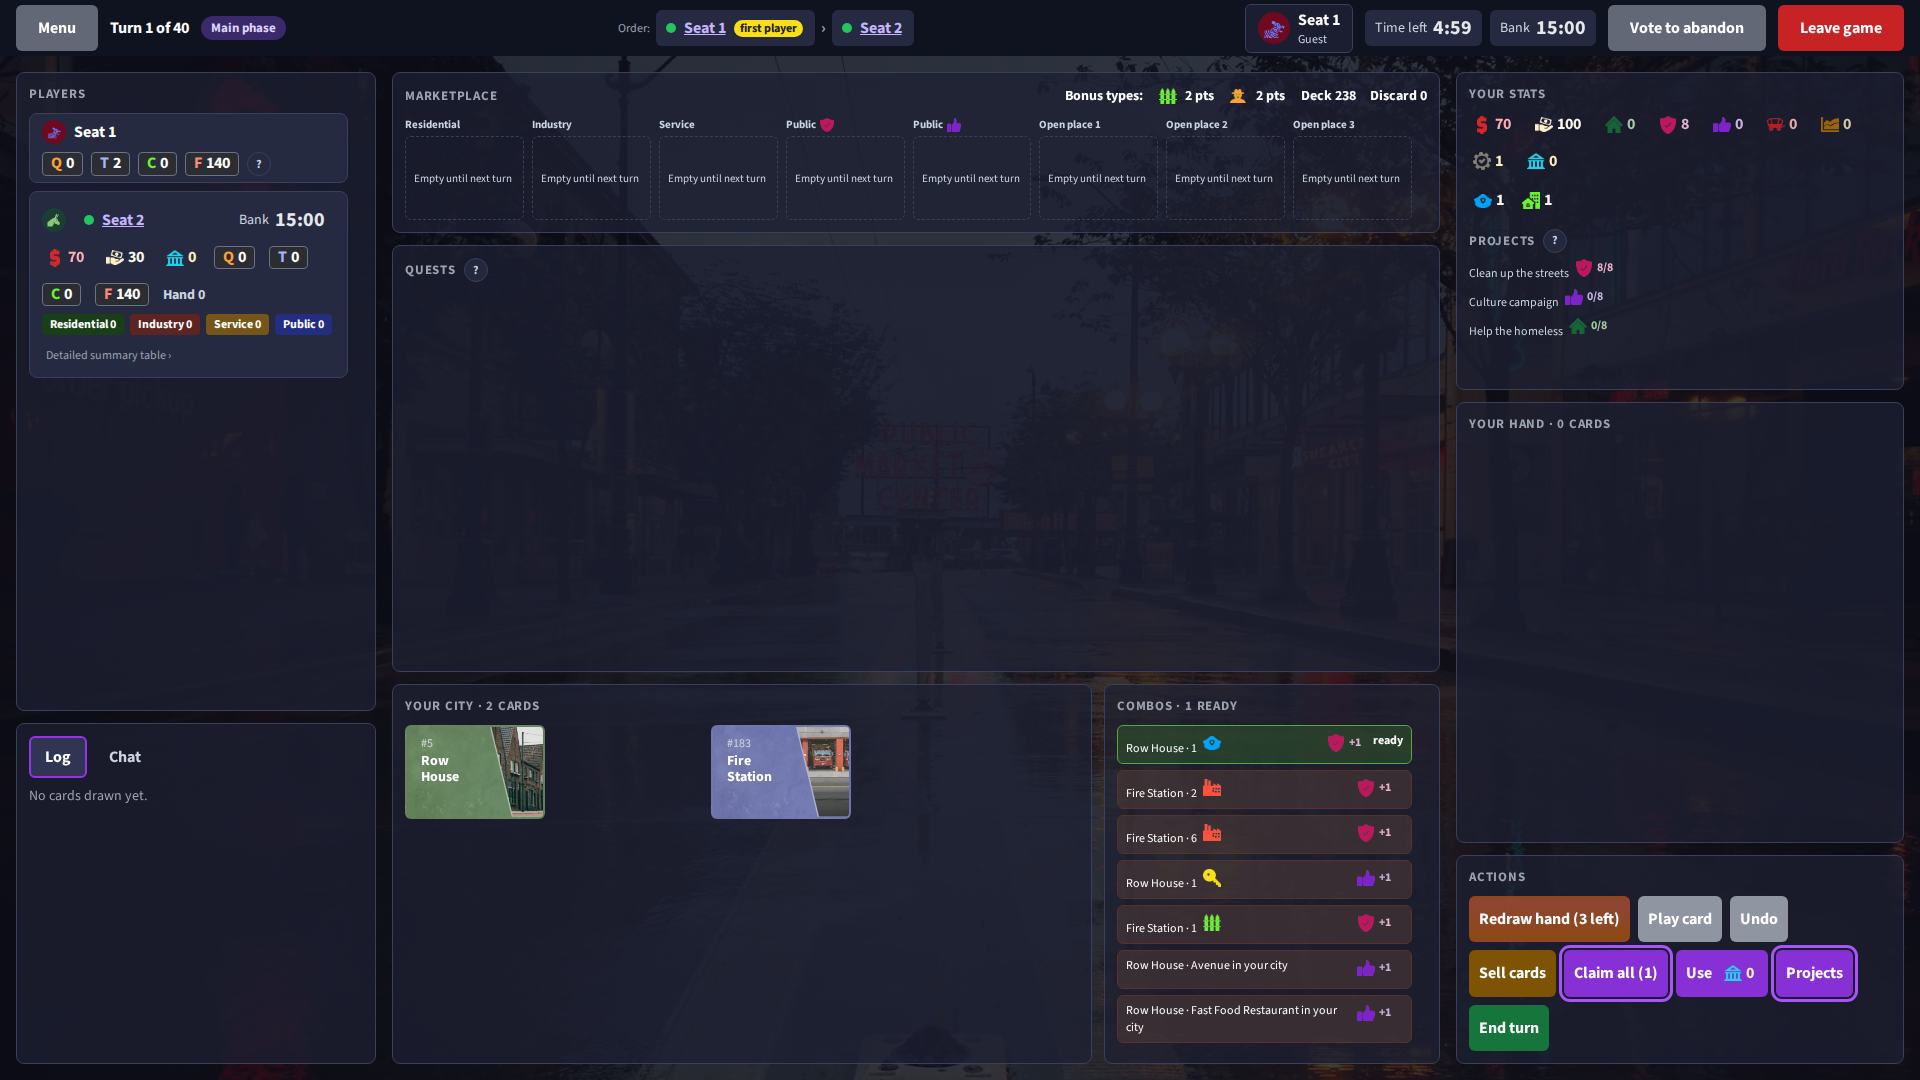 Menu
Turn 1 of 40
Main phase
Order:
Seat 1
first player
›
Seat 2
Seat 1
Guest
Time left 4:59
Bank 15:00
Vote to abandon
Leave game
PLAYERS
Seat 1
Q 0
T 2
C 0
F 140
?
Seat 2
Bank 15:00
70
30
0
Q 0
T 0
C 0
F 140
Hand 0
Residential 0
Industry 0
Service 0
Public 0
Detailed summary table ›
Log
Chat
No cards drawn yet.
MARKETPLACE
Bonus types:
2 pts
2 pts
Deck 238
Discard 0
Residential
Industry
Service
Public
Public
Open place 1
Open place 2
Open place 3
Empty until next turn
Empty until next turn
Empty until next turn
Empty until next turn
Empty until next turn
Empty until next turn
Empty until next turn
Empty until next turn
QUESTS ?
PUBLIC
MARKET
CENTER
YOUR CITY · 2 CARDS
#5
Row
House
#183
Fire
Station
COMBOS · 1 READY
Row House · 1
+1
ready
Fire Station · 2
+1
Fire Station · 6
+1
Row House · 1
+1
Fire Station · 1
+1
Row House · Avenue in your city
+1
Row House · Fast Food Restaurant in your
city
+1
YOUR STATS
70
100
0
8
0
0
0
1
0
1
1
PROJECTS ?
Clean up the streets 8/8
Culture campaign 0/8
Help the homeless 0/8
YOUR HAND · 0 CARDS
ACTIONS
Redraw hand (3 left)
Play card
Undo
Sell cards
Claim all (1)
Use 0
Projects
End turn